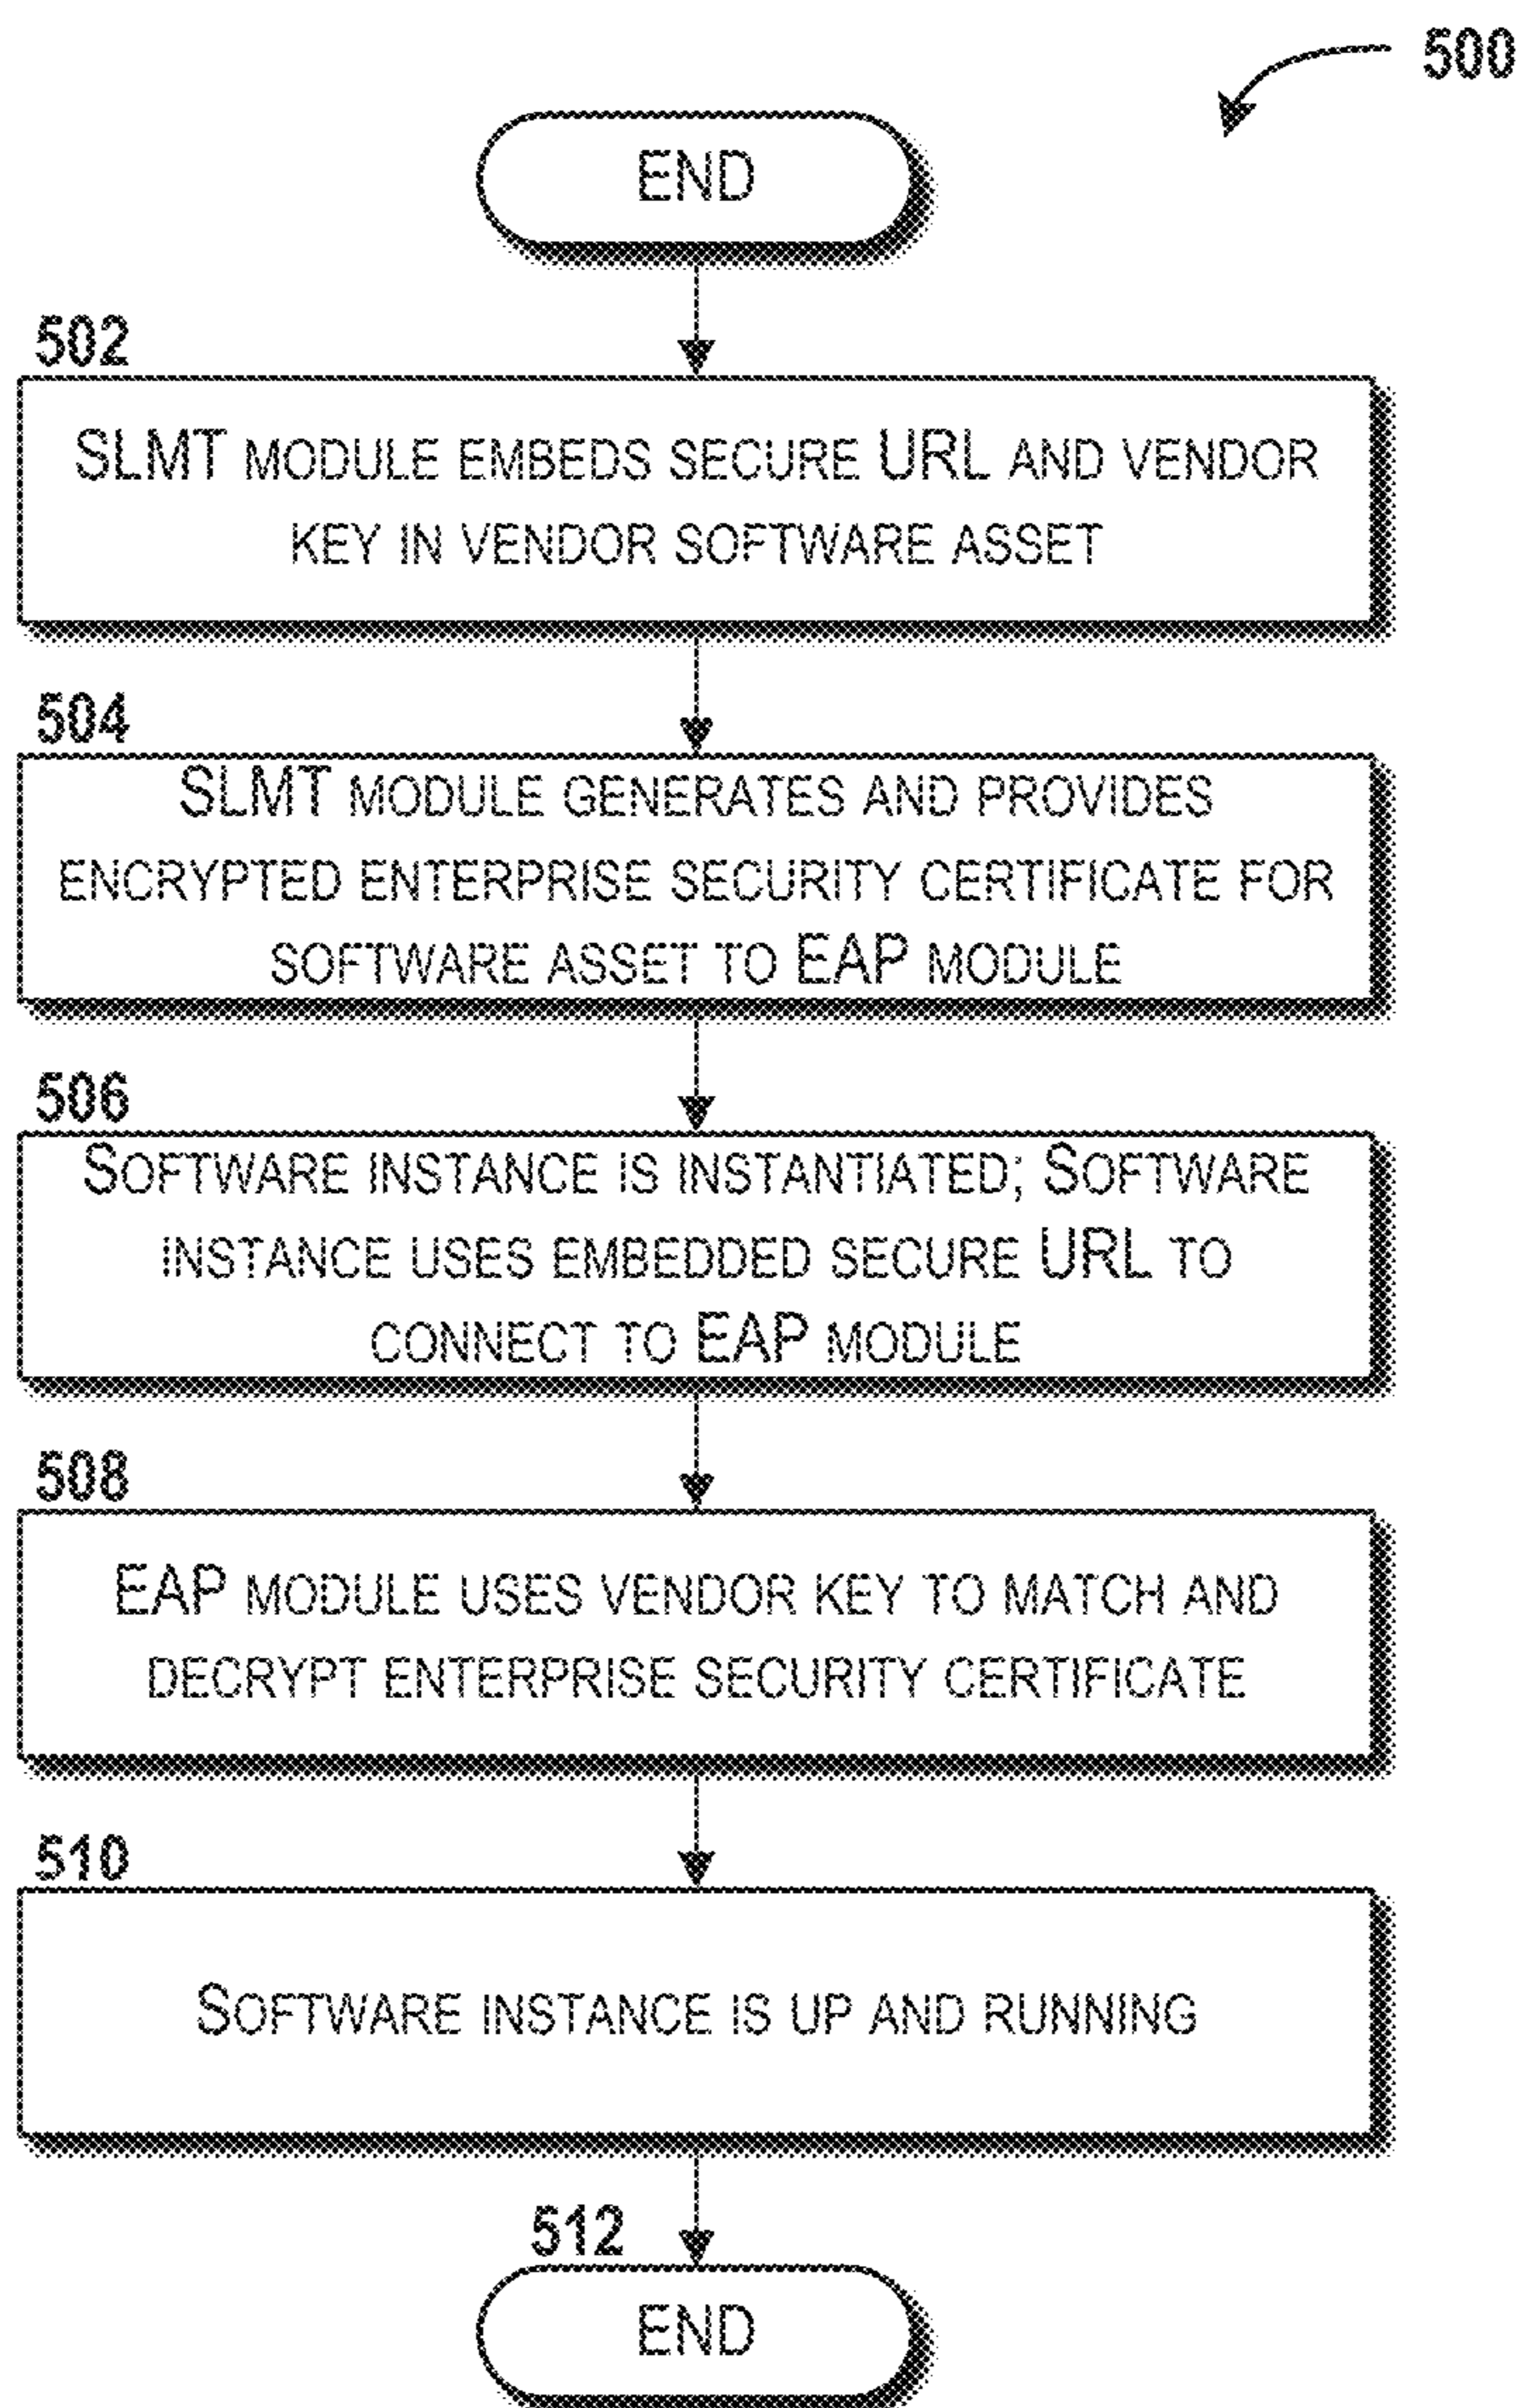 500
END
502
SLMT MODULE EMBEDS SECURE URL AND VENDOR
KEY IN VENDOR SOFTWARE ASSET
504
SLMT MODULE GENERATES AND PROVIDES
ENCRYPTED ENTERPRISE SECURITY CERTIFICATE FOR
SOFTWARE ASSET TO EAP MODULE
506
SOFTWARE INSTANCE IS INSTANTIATED; SOFTWARE
INSTANCE USES EMBEDDED SECURE URL TO
CONNECT TO EAP MODULE
508
EAP MODULE USES VENDOR KEY TO MATCH AND
DECRYPT ENTERPRISE SECURITY CERTIFICATE
510
SOFTWARE INSTANCE IS UP AND RUNNING
512
END